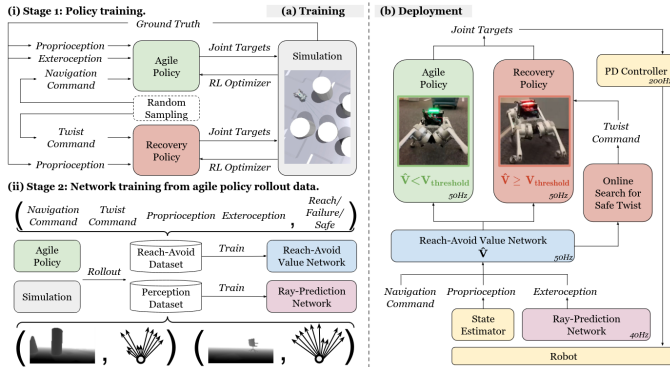 (i) Stage 1: Policy training.
(a) Training
Ground Truth
Proprioception
Exteroception
Navigation
Command
Agile
Policy
Joint Targets
RL Optimizer
Simulation
Random
Sampling
Twist
Command
Proprioception
Recovery
Policy
Joint Targets
RL Optimizer
(ii) Stage 2: Network training from agile policy rollout data.
( Navigation
Command
Twist
Command
Proprioception
Exteroception
,
Reach/
Failure/
Safe )
Agile
Policy
Simulation
Rollout
Reach-Avoid
Dataset
Train
Reach-Avoid
Value Network
Perception
Dataset
Train
Ray-Prediction
Network
( , ) ( , )
(b) Deployment
Joint Targets
Agile
Policy
V̂<V_threshold
50Hz
Recovery
Policy
V̂ ≥ V_threshold
50Hz
PD Controller
200Hz
Twist
Command
Online
Search for
Safe Twist
Reach-Avoid Value Network
V̂
50Hz
Navigation
Command
Proprioception
Exteroception
State
Estimator
Ray-Prediction
Network
40Hz
Robot